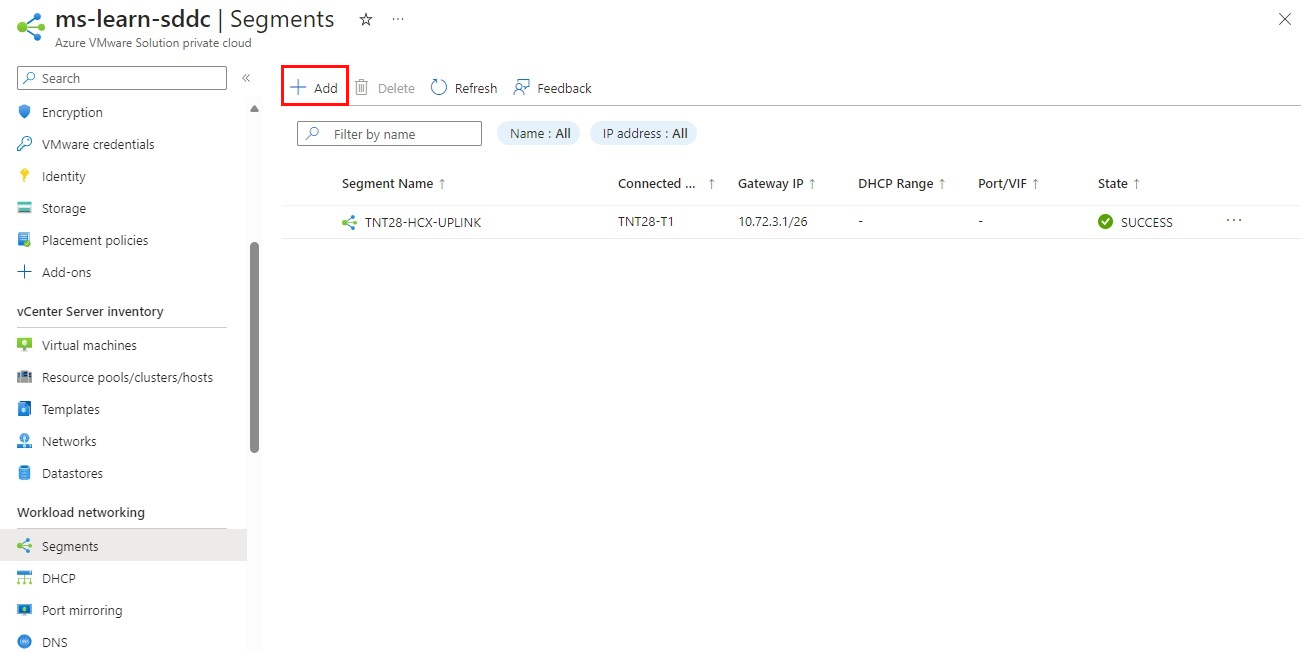 ms-learn-sddc | Segments
Azure VMware Solution private cloud
Search
Encryption
VMware credentials
Identity
Storage
Placement policies
Add-ons
vCenter Server inventory
Virtual machines
Resource pools/clusters/hosts
Templates
Networks
Datastores
Workload networking
Segments
DHCP
Port mirroring
DNS
Add Delete Refresh Feedback
Filter by name Name : All IP address : All
Segment Name ↑ Connected ... ↑ Gateway IP ↑ DHCP Range ↑ Port/VIF ↑ State ↑
TNT28-HCX-UPLINK TNT28-T1 10.72.3.1/26 - - SUCCESS ...